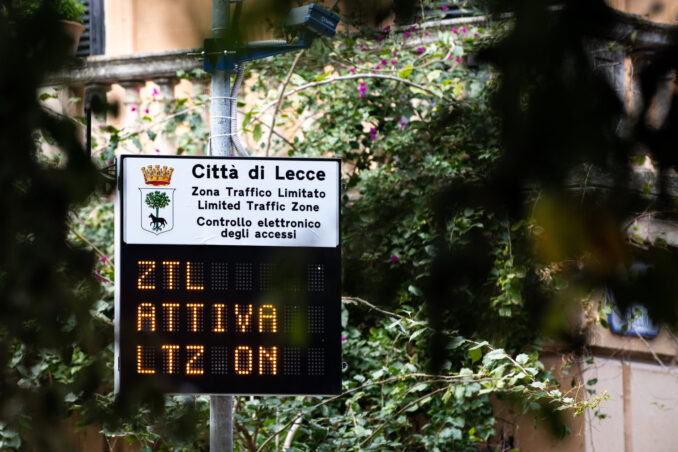 Città di Lecce
Zona Traffico Limitato
Limited Traffic Zone
Controllo elettronico
degli accessi
ZTL
ATTIVA
LTZ ON